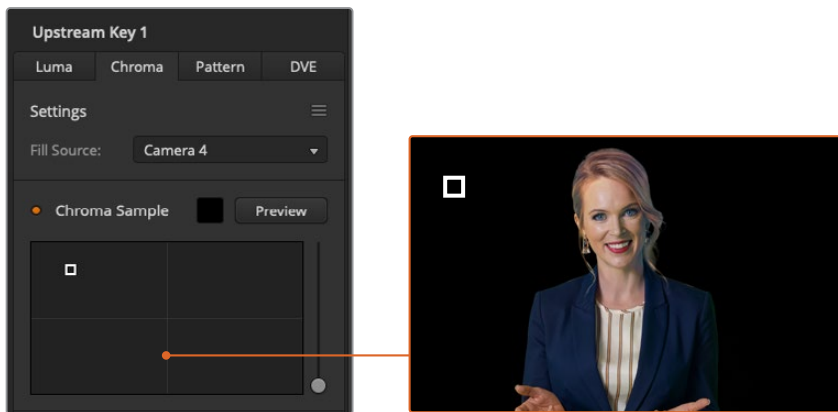 Upstream Key 1
Luma Chroma Pattern DVE
Settings
Fill Source: Camera 4
Chroma Sample Preview